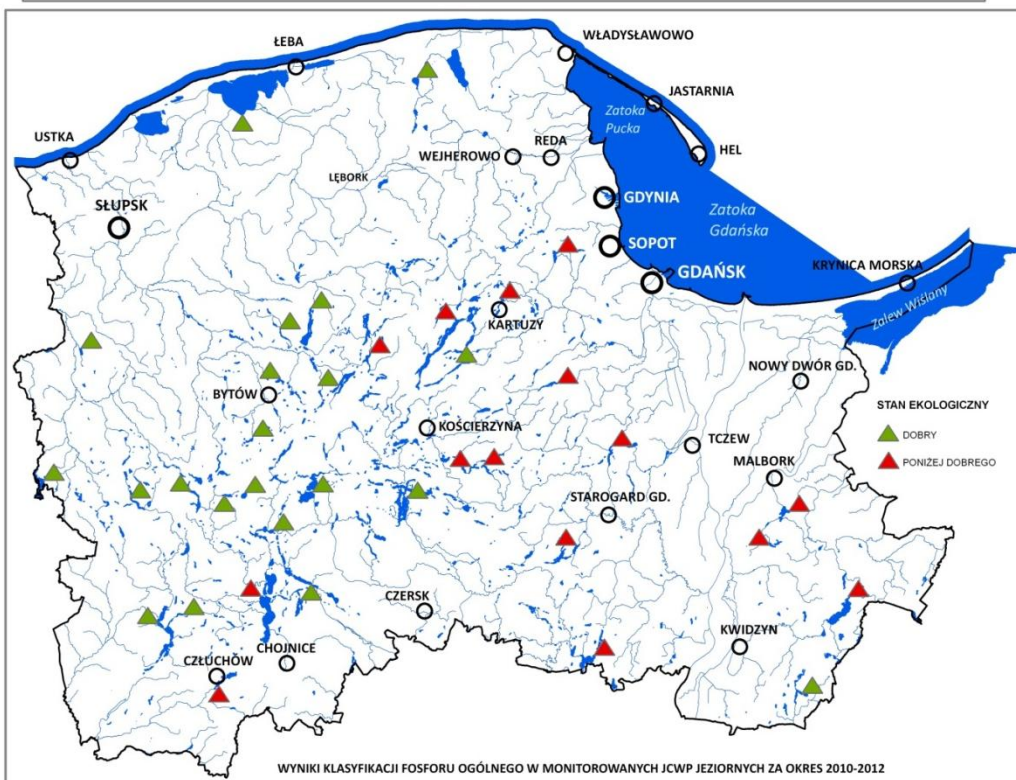 ŁEBA
WŁADYSŁAWOWO
JASTARNIA
Zatoka
Pucka
USTKA
HEL
REDA
WEJHEROWO
LĘBORK
SŁUPSK
GDYNIA
Zatoka
Gdańska
SOPOT
GDAŃSK
KRYNICA MORSKA
Zalew Wiślany
KARTUZY
NOWY DWÓR GD.
BYTÓW
STAN EKOLOGICZNY
DOBRY
PONIŻEJ DOBREGO
KOŚCIERZYNA
TCZEW
MALBORK
STAROGARD GD.
CZERSK
KWIDZYN
CHOJNICE
CZŁUCHÓW
WYNIKI KLASYFIKACJI FOSFORU OGÓLNEGO W MONITOROWANYCH JCWP JEZIORNYCH ZA OKRES 2010-2012